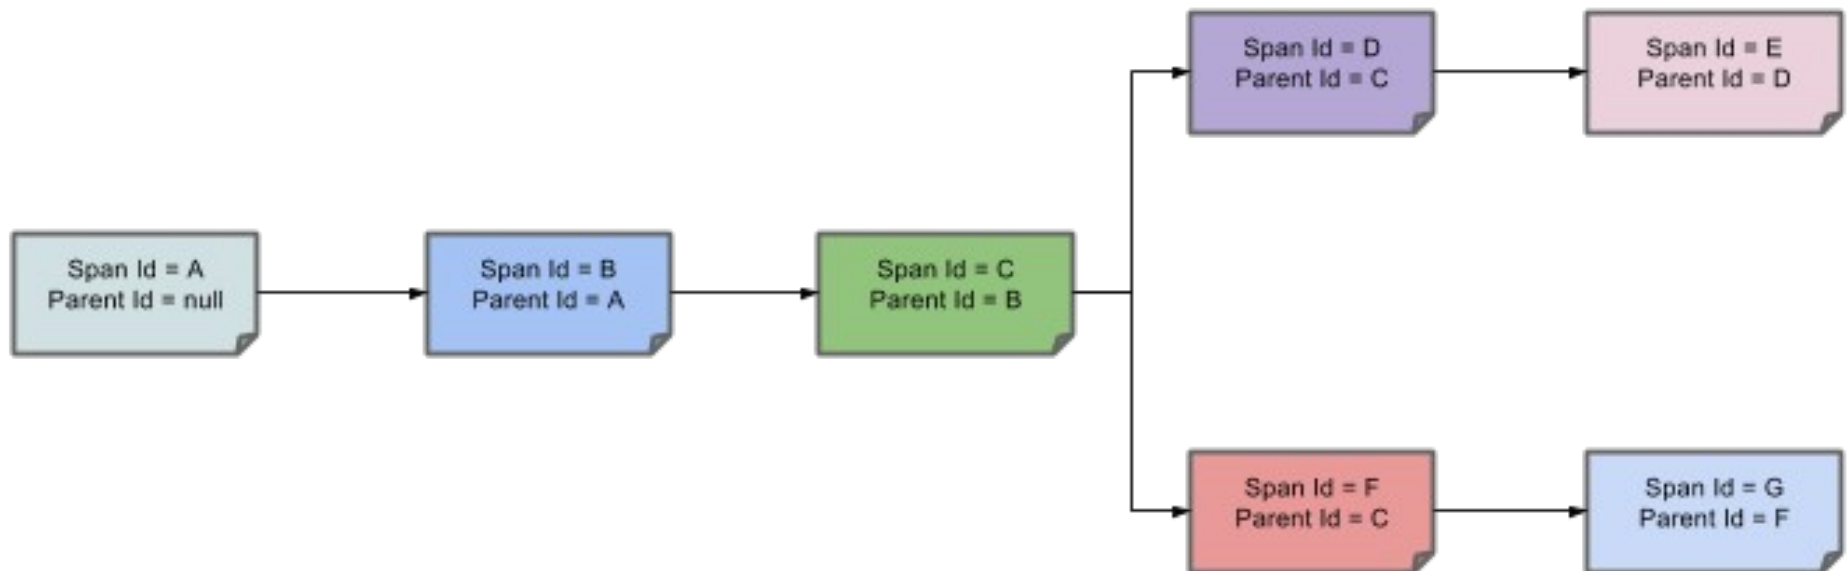 Span Id = A
Parent Id = null
Span Id = B
Parent Id = A
Span Id = C
Parent Id = B
Span Id = D
Parent Id = C
Span Id = E
Parent Id = D
Span Id = F
Parent Id = C
Span Id = G
Parent Id = F